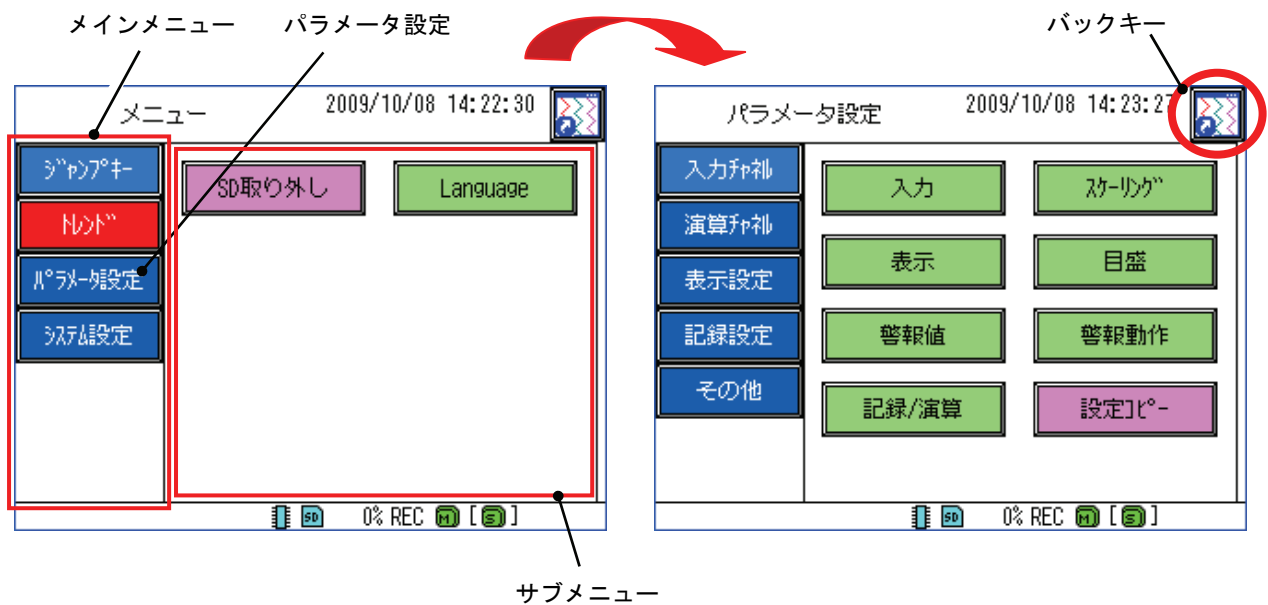 メインメニュー
パラメータ設定
バックキー
メニュー
2009/10/08 14:22:30
ｼﾞｬﾝﾌﾟｷｰ
ﾄﾚﾝﾄﾞ
ﾊﾟﾗﾒｰﾀ設定
ｼｽﾃﾑ設定
SD取り外し
Language
SD
0% REC M [S]
サブメニュー
パラメータ設定
2009/10/08 14:23:27
入力ﾁｬﾈﾙ
演算ﾁｬﾈﾙ
表示設定
記録設定
その他
入力
ｽｹｰﾘﾝｸﾞ
表示
目盛
警報値
警報動作
記録/演算
設定ｺﾋﾟｰ
SD
0% REC M [S]